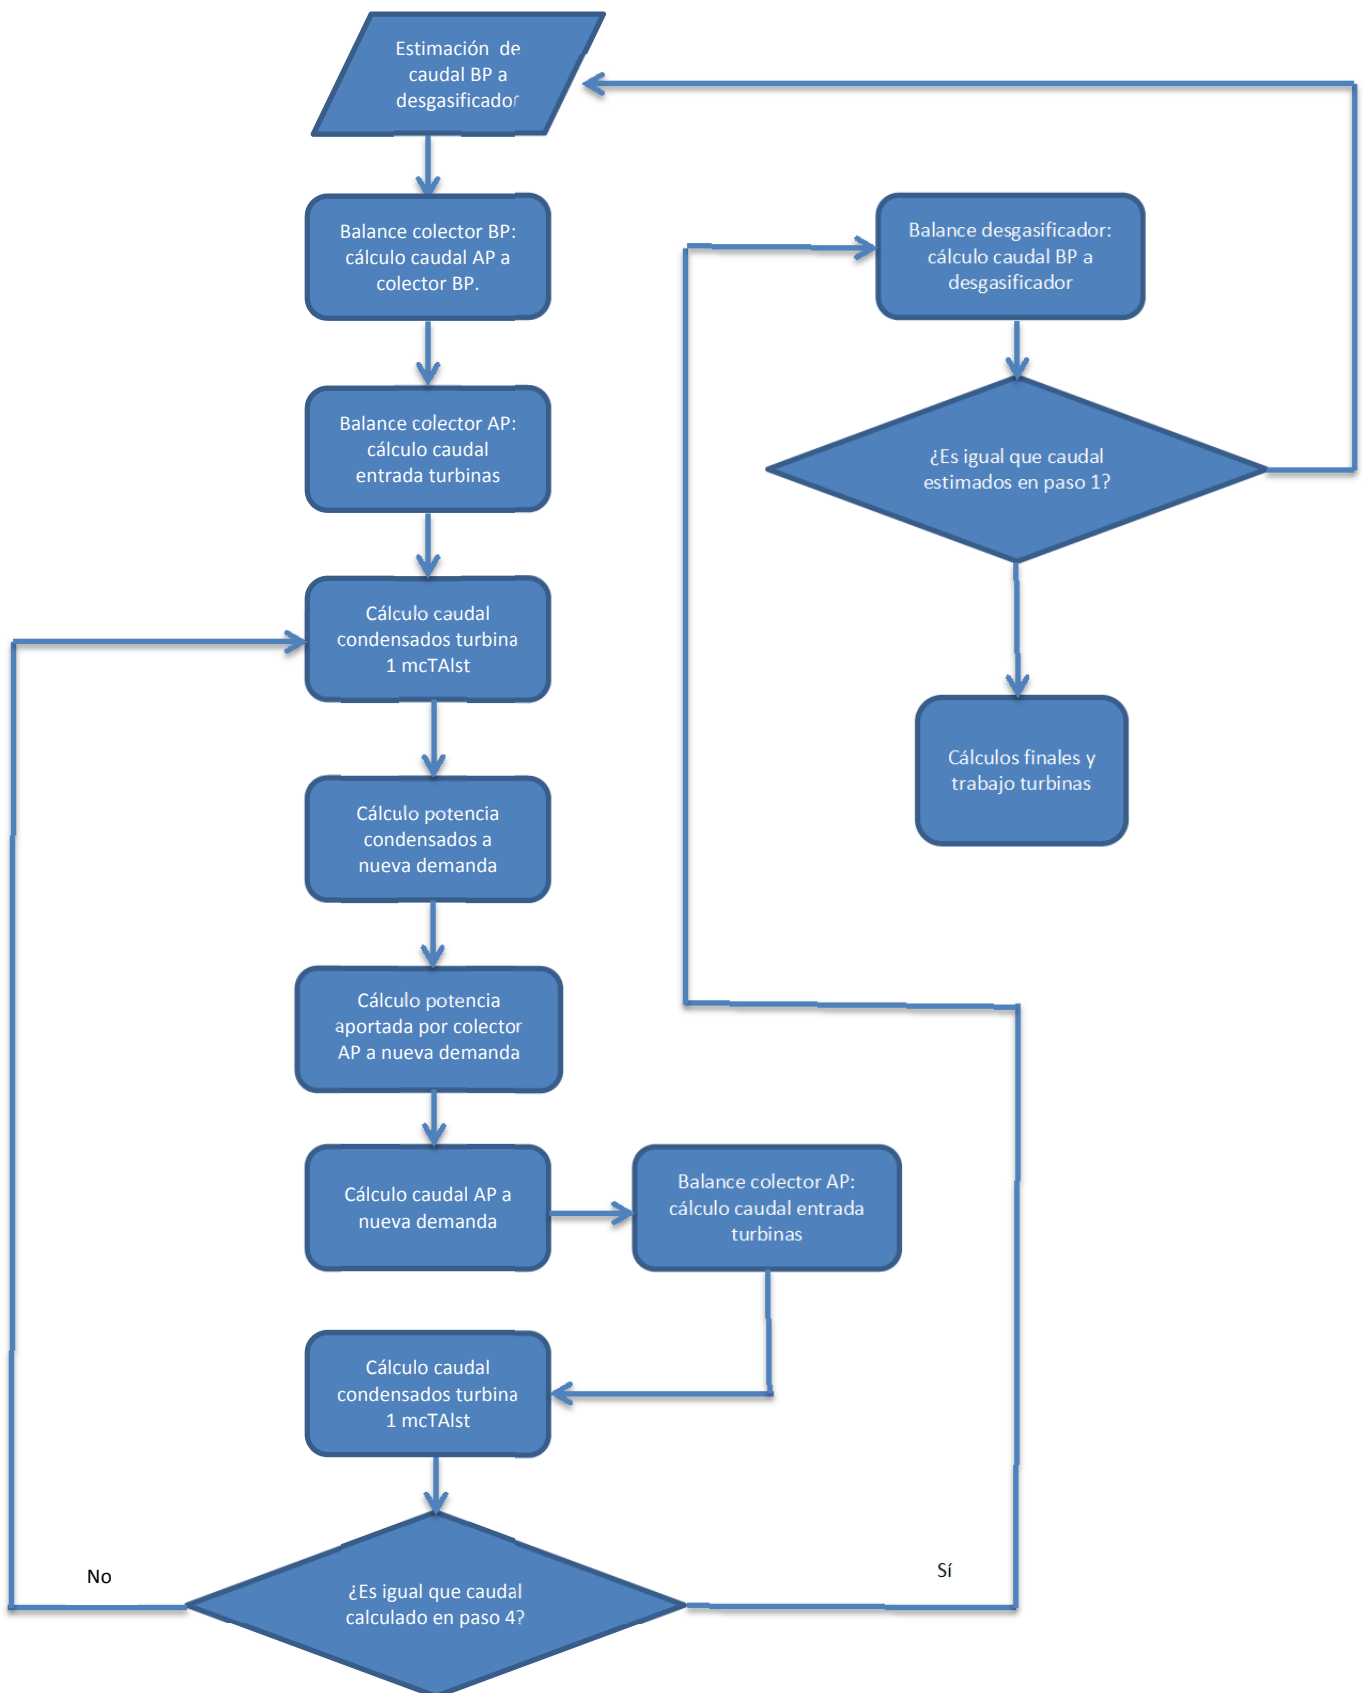 Estimación de
caudal BP a
desgasificador
Balance colector BP:
cálculo caudal AP a
colector BP.
Balance colector AP:
cálculo caudal
entrada turbinas
Cálculo caudal
condensados turbina
1 mcTAlst
Cálculo potencia
condensados a
nueva demanda
Cálculo potencia
aportada por colector
AP a nueva demanda
Cálculo caudal AP a
nueva demanda
Balance colector AP:
cálculo caudal entrada
turbinas
Cálculo caudal
condensados turbina
1 mcTAlst
¿Es igual que caudal
calculado en paso 4?
No
Sí
Balance desgasificador:
cálculo caudal BP a
desgasificador
¿Es igual que caudal
estimados en paso 1?
Cálculos finales y
trabajo turbinas